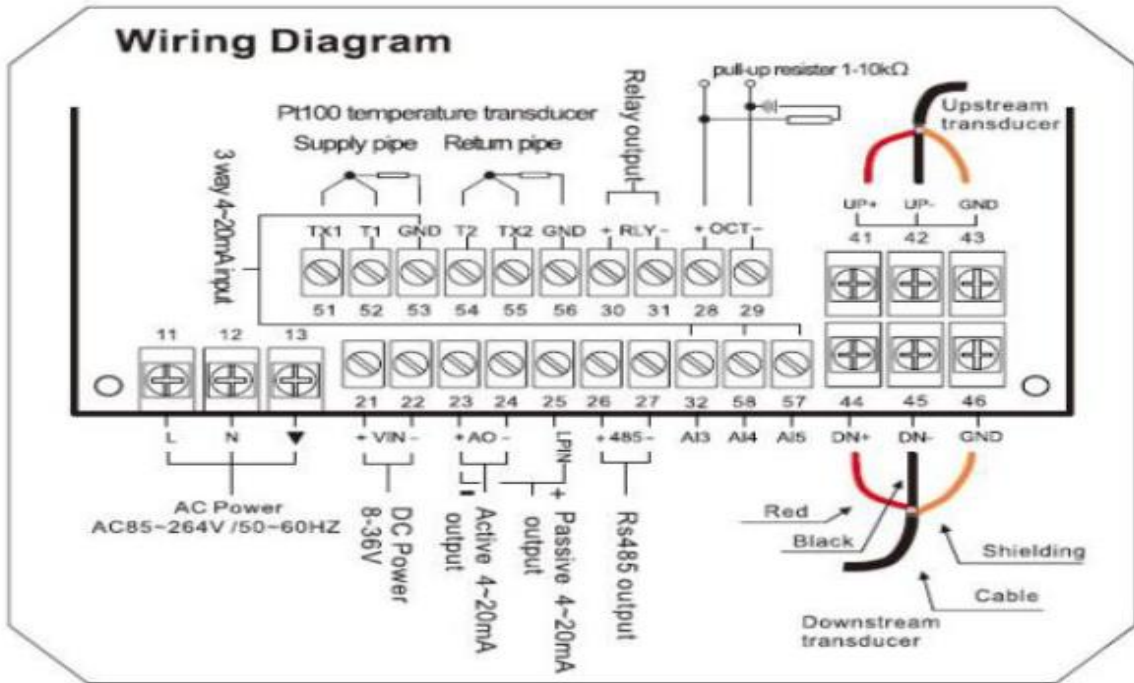 Wiring Diagram
pull-up resister 1-10kΩ
Relay output
Upstream
transducer
Pt100 temperature transducer
Supply pipe Return pipe
3 way 4~20mAinput
UP+ UP- GND
41 42 43
TX1 T1 GND T2 TX2 GND + RLY - + OCT -
51 52 53 54 55 56 30 31 28 29
11 12 13
21 22 23 24 25 26 27 32 58 57 44 45 46
L N + VIN - + AO - LPIN + 485 - AI3 AI4 AI5 DN+ DN- GND
AC Power
AC85~264V /50~60HZ
DC Power
8-36V
- +
Active 4~20mA
output
Passive 4~20mA
output
Rs485 output
Red
Black
Shielding
Cable
Downstream
transducer